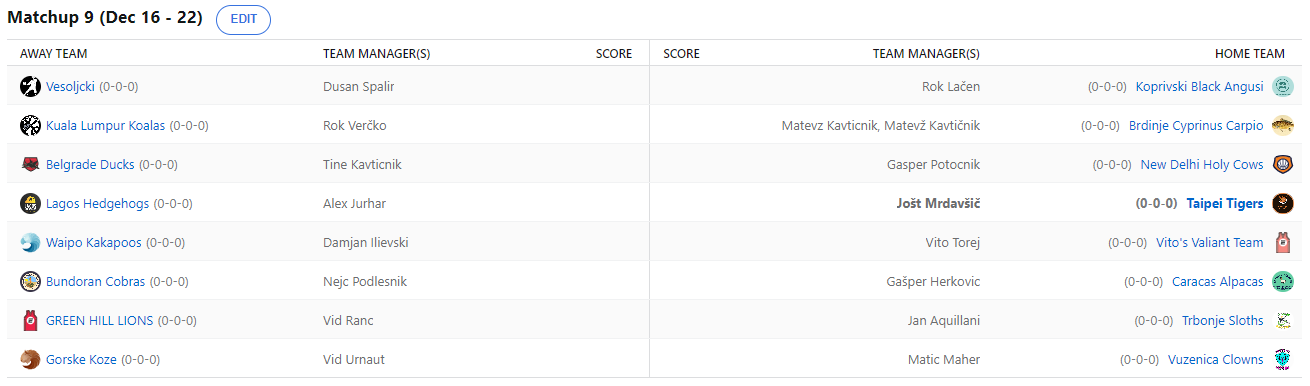 Matchup 9 (Dec 16 - 22) EDIT
AWAY TEAM TEAM MANAGER(S) SCORE SCORE TEAM MANAGER(S) HOME TEAM
Vesoljcki (0-0-0) Dusan Spalir Rok Lačen (0-0-0) Koprivski Black Angusi
Kuala Lumpur Koalas (0-0-0) Rok Verčko Matevz Kavticnik, Matevž Kavtičnik (0-0-0) Brdinje Cyprinus Carpio
Belgrade Ducks (0-0-0) Tine Kavticnik Gasper Potocnik (0-0-0) New Delhi Holy Cows
Lagos Hedgehogs (0-0-0) Alex Jurhar Jošt Mrdavšič (0-0-0) Taipei Tigers
Waipo Kakapoos (0-0-0) Damjan Ilievski Vito Torej (0-0-0) Vito's Valiant Team
Bundoran Cobras (0-0-0) Nejc Podlesnik Gašper Herkovic (0-0-0) Caracas Alpacas
GREEN HILL LIONS (0-0-0) Vid Ranc Jan Aquillani (0-0-0) Trbonje Sloths
Gorske Koze (0-0-0) Vid Urnaut Matic Maher (0-0-0) Vuzenica Clowns